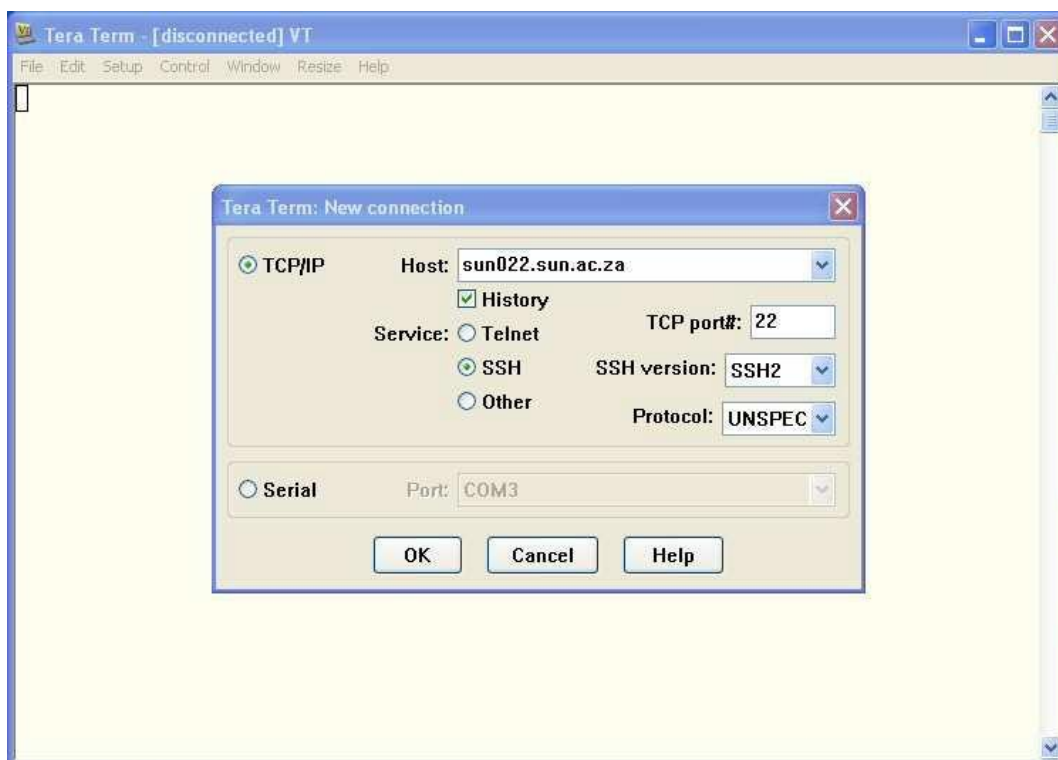 Tera Term - [disconnected] VT
File Edit Setup Control Window Resize Help
Tera Term: New connection
TCP/IP Host: sun022.sun.ac.za
History
Service: Telnet TCP port#: 22
SSH SSH version: SSH2
Other Protocol: UNSPEC
Serial Port: COM3
OK Cancel Help